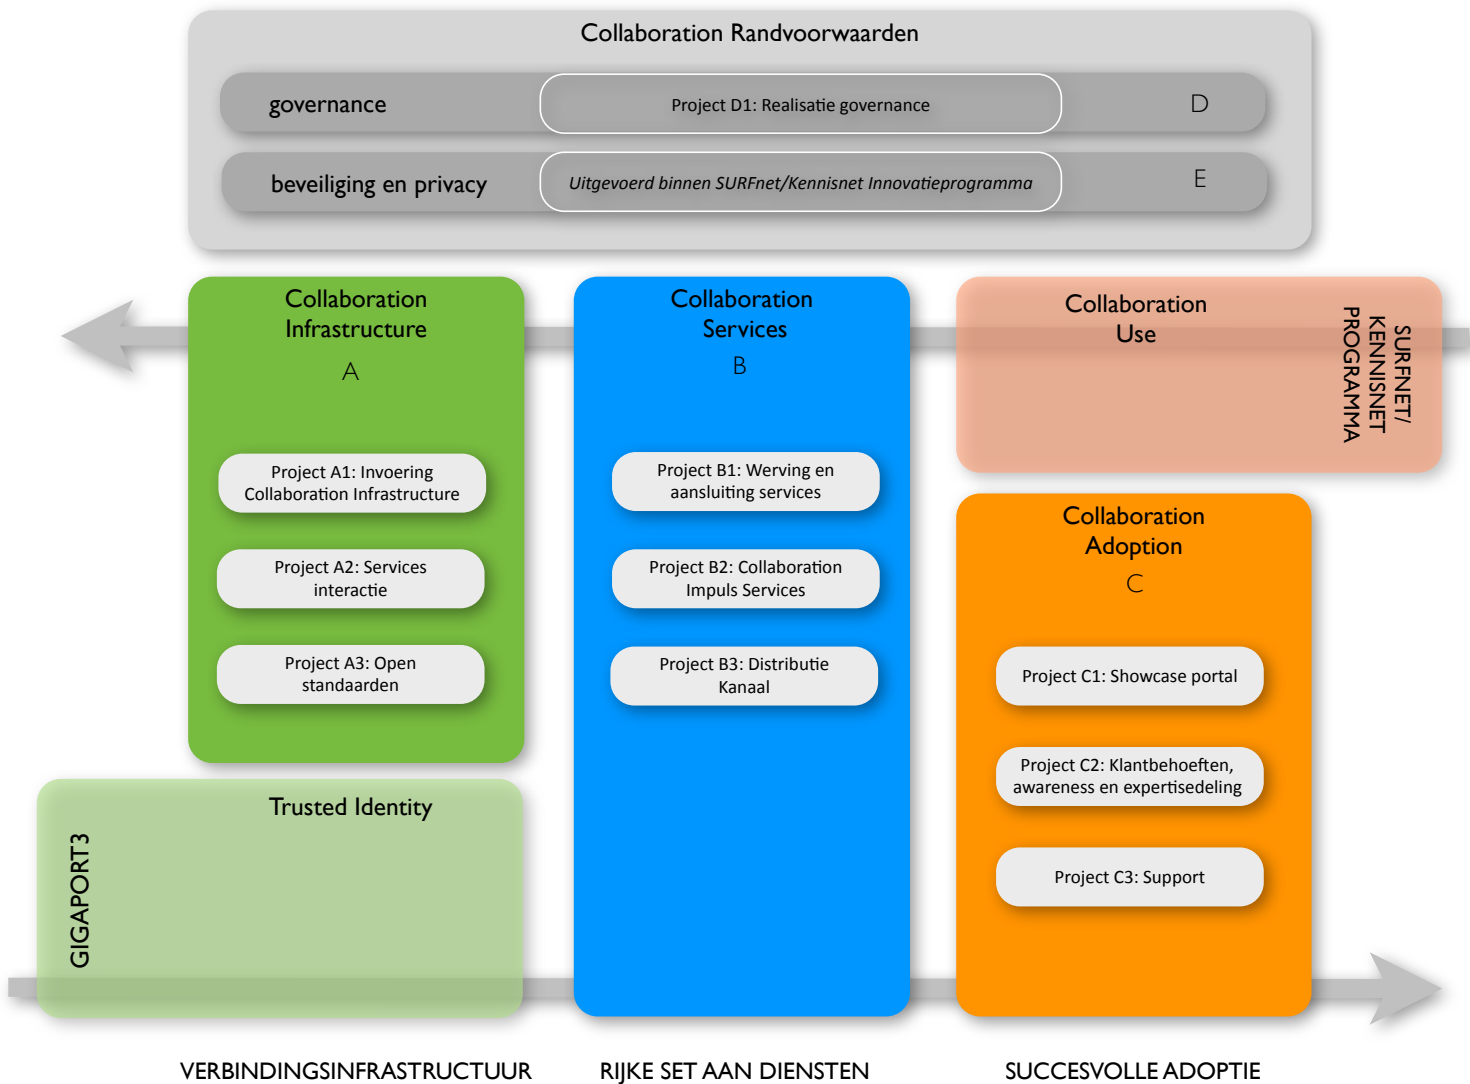 Collaboration Randvoorwaarden
governance
Project D1: Realisatie governance
D
beveiliging en privacy
Uitgevoerd binnen SURFnet/Kennisnet Innovatieprogramma
E
Collaboration
Infrastructure
A
Project A1: Invoering
Collaboration Infrastructure
Project A2: Services
interactie
Project A3: Open
standaarden
Trusted Identity
GIGAPORT3
Collaboration
Services
B
Project B1: Werving en
aansluiting services
Project B2: Collaboration
Impuls Services
Project B3: Distributie
Kanaal
Collaboration
Use
SURFNET/
KENNISNET
PROGRAMMA
Collaboration
Adoption
C
Project C1: Showcase portal
Project C2: Klantbehoeften,
awareness en expertisedeling
Project C3: Support
VERBINDINGSINFRASTRUCTUUR
RIJKE SET AAN DIENSTEN
SUCCESVOLLE ADOPTIE